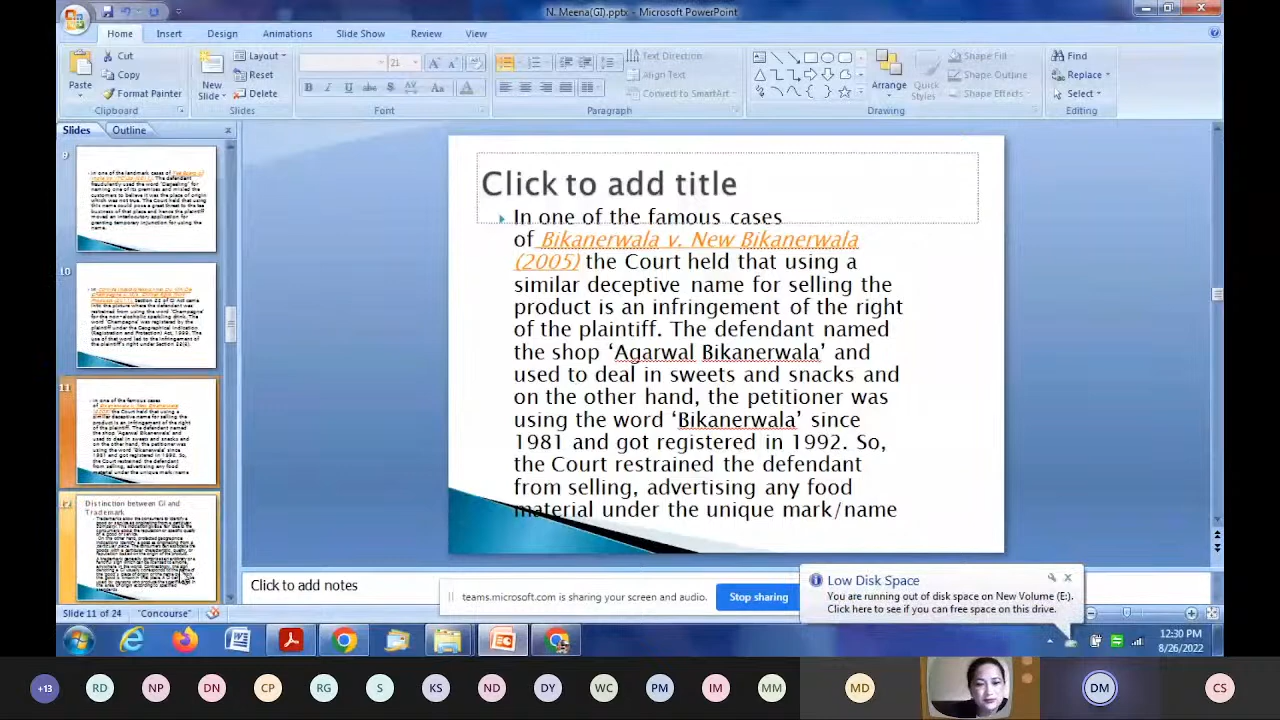 N. Meena(GI).pptx - Microsoft PowerPoint
Home Insert Design Animations Slide Show Review View
Cut
Copy
Format Painter
Paste
Clipboard
New
Slide
Layout
Reset
Delete
Slides
21
Font
Text Direction
Align Text
Convert to SmartArt
Paragraph
Arrange
Quick
Styles
Shape Fill
Shape Outline
Shape Effects
Drawing
Find
Replace
Select
Editing
Slides Outline
9
10
11
12
Distinction between GI and
Trademark
Click to add title
In one of the famous cases
of Bikanerwala v. New Bikanerwala
(2005) the Court held that using a
similar deceptive name for selling the
product is an infringement of the right
of the plaintiff. The defendant named
the shop ‘Agarwal Bikanerwala’ and
used to deal in sweets and snacks and
on the other hand, the petitioner was
using the word ‘Bikanerwala’ since
1981 and got registered in 1992. So,
the Court restrained the defendant
from selling, advertising any food
material under the unique mark/name
Click to add notes
teams.microsoft.com is sharing your screen and audio.
Stop sharing
Low Disk Space
You are running out of disk space on New Volume (E:).
Click here to see if you can free space on this drive.
Slide 11 of 24 "Concourse"
12:30 PM
8/26/2022
+13 RD NP DN CP RG S KS ND DY WC PM IM MM MD DM CS